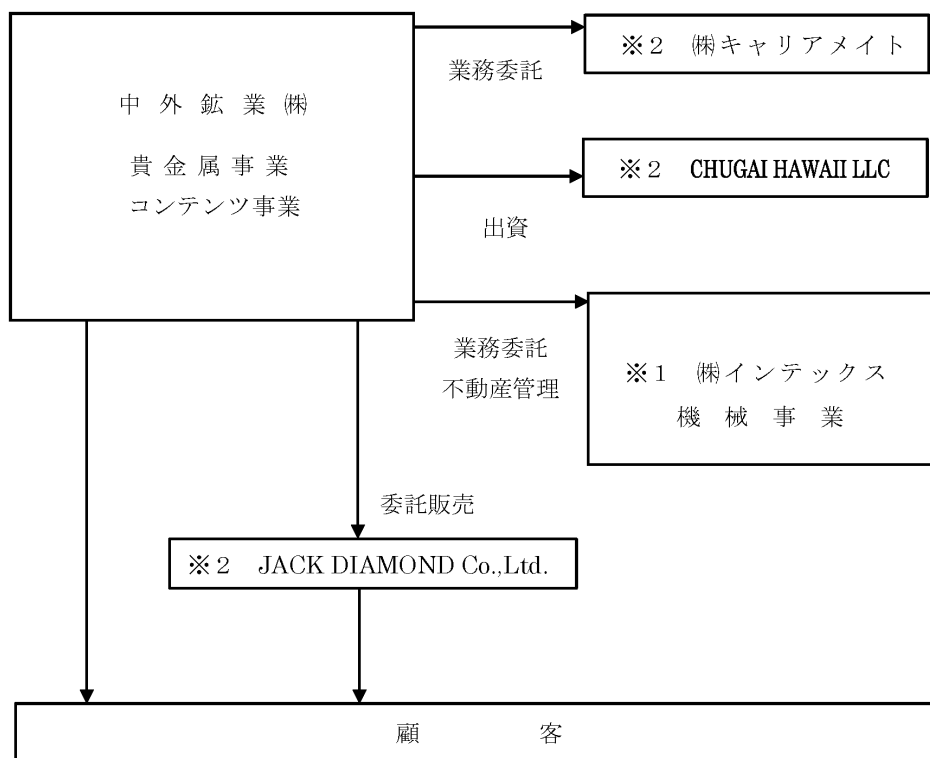 中外鉱業㈱
貴金属事業
コンテンツ事業
※2 ㈱キャリアメイト
業務委託
※2 CHUGAI HAWAII LLC
出資
業務委託
不動産管理
※1 ㈱インテックス
機械事業
委託販売
※2 JACK DIAMOND Co.,Ltd.
顧客